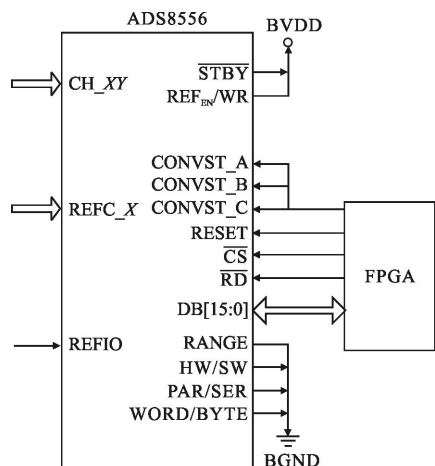 ADS8556
BVDD
CH_XY
STBY
REF_EN/WR
CONVST_A
CONVST_B
REFC_X
CONVST_C
RESET
CS
RD
FPGA
DB[15:0]
REFIO
RANGE
HW/SW
PAR/SER
WORD/BYTE
BGND